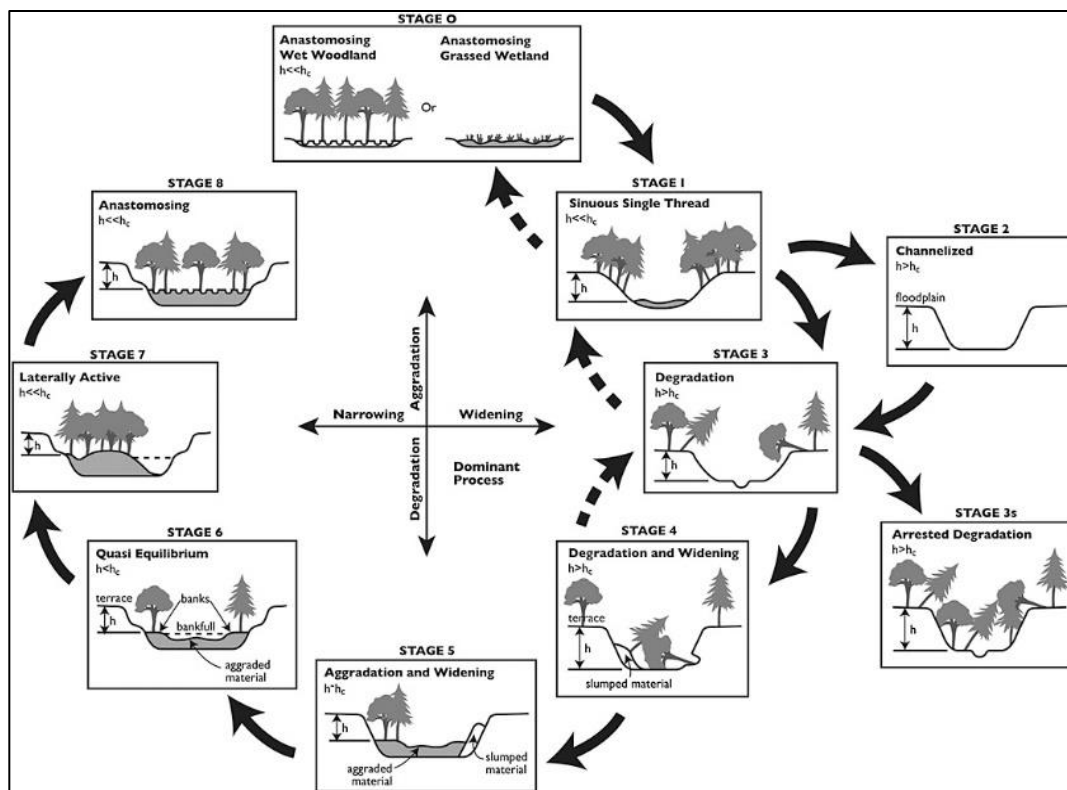 STAGE O
Anastomosing
Wet Woodland
h<<hc
Or
Anastomosing
Grassed Wetland
STAGE I
Sinuous Single Thread
h<<hc
h
STAGE 2
Channelized
h>hc
floodplain
h
STAGE 3
Degradation
h>hc
h
STAGE 3s
Arrested Degradation
h>hc
h
STAGE 4
Degradation and Widening
h>hc
terrace
h
slumped material
STAGE 5
Aggradation and Widening
h~hc
h
aggraded
material
slumped
material
STAGE 6
Quasi Equilibrium
h<hc
terrace
h
banks
bankfull
aggraded
material
STAGE 7
Laterally Active
h<<hc
h
STAGE 8
Anastomosing
h<<hc
h
Aggradation
Narrowing
Widening
Degradation
Dominant
Process